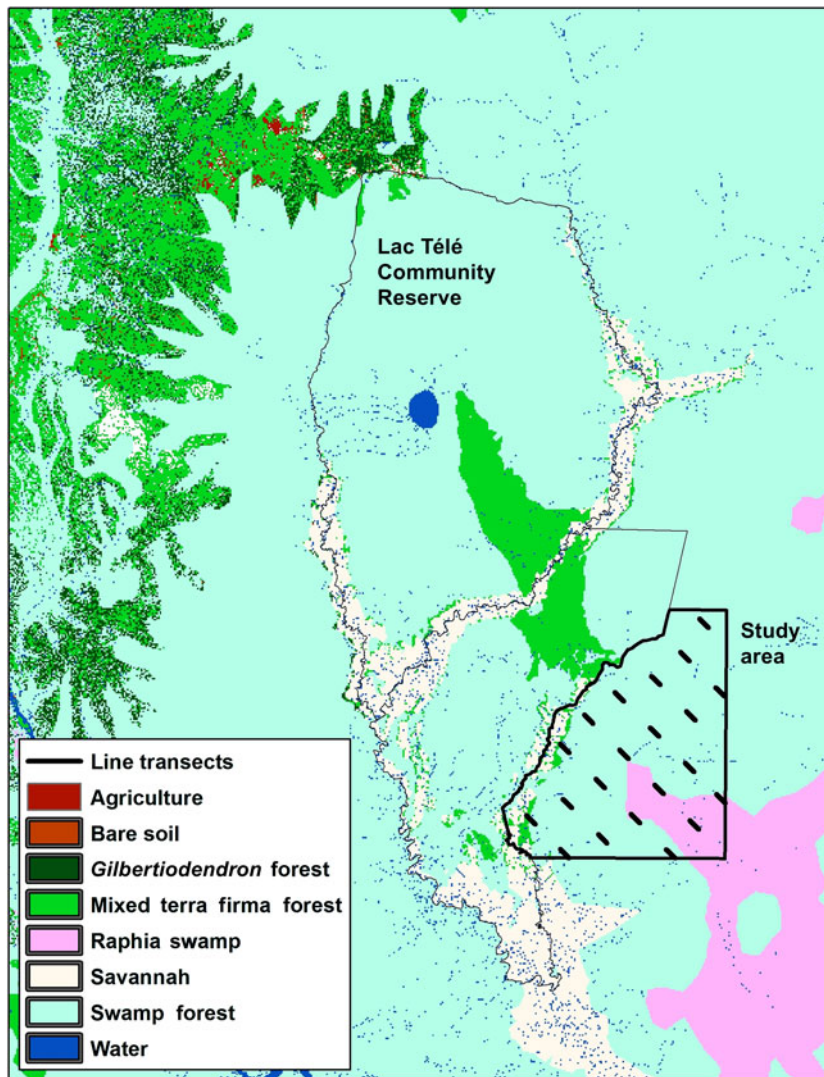 Lac Télé
Community
Reserve
Study
area
Line transects
Agriculture
Bare soil
Gilbertiodendron forest
Mixed terra firma forest
Raphia swamp
Savannah
Swamp forest
Water